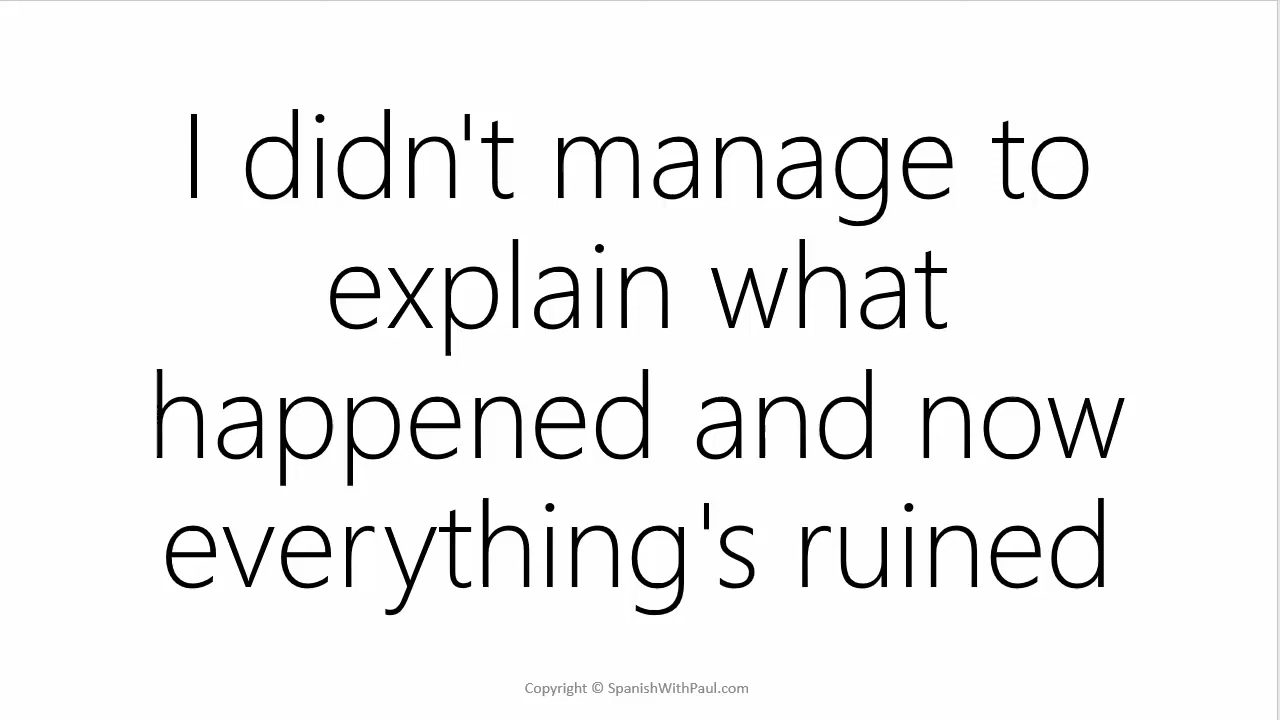 I didn't manage to
explain what
happened and now
everything's ruined
Copyright © SpanishWithPaul.com